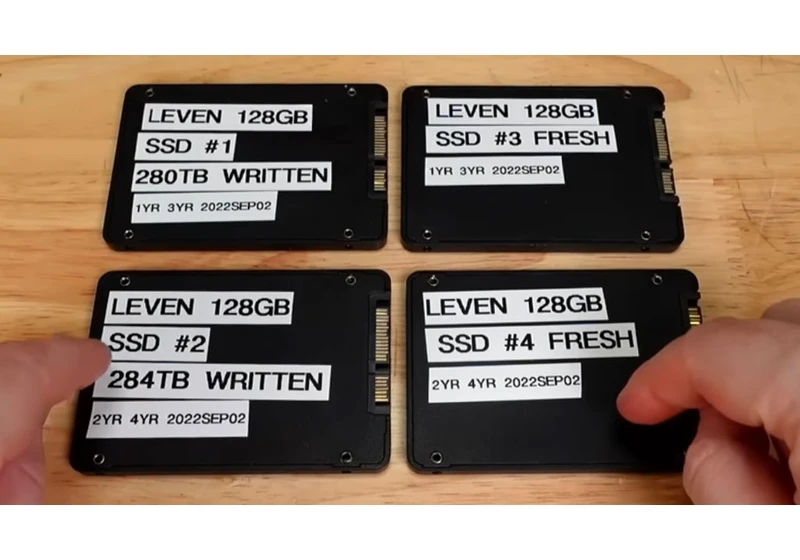 LEVEN 128GB
SSD #1
280TB WRITTEN
1YR 3YR 2022SEP02
LEVEN 128GB
SSD #3 FRESH
1YR 3YR 2022SEP02
LEVEN 128GB
SSD #2
284TB WRITTEN
2YR 4YR 2022SEP02
LEVEN 128GB
SSD #4 FRESH
2YR 4YR 2022SEP02